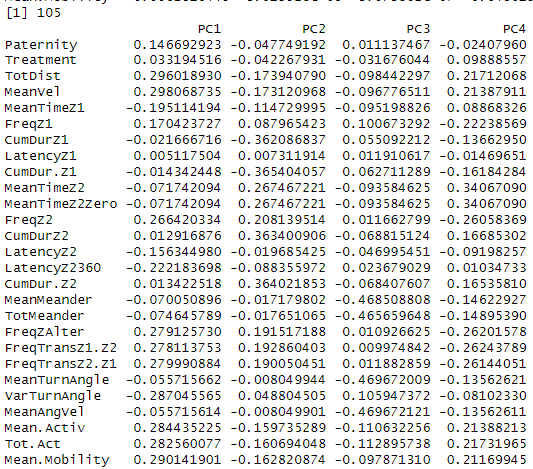 [1] 105
PC1 PC2 PC3 PC4
Paternity 0.146692923 -0.047749192 0.011137467 -0.02407960
Treatment 0.033194516 -0.042267931 -0.031676044 0.09888557
TotDist 0.296018930 -0.173940790 -0.098442297 0.21712068
MeanVel 0.298068735 -0.173120968 -0.096776511 0.21387911
MeanTimeZ1 -0.195114194 -0.114729995 -0.095198826 0.08868326
FreqZ1 0.170423727 0.087965423 0.100673292 -0.22238569
CumDurZ1 -0.021666716 -0.362086837 0.055092212 -0.13662950
LatencyZ1 0.005117504 0.007311914 0.011910617 -0.01469651
CumDur.Z1 -0.014342448 -0.365404057 0.062711289 -0.16184284
MeanTimeZ2 -0.071742094 0.267467221 -0.093584625 0.34067090
MeanTimeZ2Zero -0.071742094 0.267467221 -0.093584625 0.34067090
FreqZ2 0.266420334 0.208139514 0.011662799 -0.26058369
CumDurZ2 0.012916876 0.363400906 -0.068815124 0.16685302
LatencyZ2 -0.156344980 -0.019685425 -0.046995451 -0.09198257
LatencyZ2360 -0.222183698 -0.088355972 0.023679029 0.01034733
CumDur.Z2 0.013422518 0.364021853 -0.068407607 0.16535810
MeanMeander -0.070050896 -0.017179802 -0.468508808 -0.14622927
TotMeander -0.074645789 -0.017651001 -0.465659648 -0.14895390
FreqZAlter 0.279125730 0.191517188 0.010926625 -0.26201578
FreqTransZ1.Z2 0.278113753 0.192860403 0.009974842 -0.26243789
FreqTransZ2.Z1 0.279990884 0.190050451 0.011882859 -0.26144051
MeanTurnAngle -0.055715662 -0.008049944 -0.469672009 -0.13562621
VarTurnAngle -0.287045565 0.048804505 0.105947372 -0.08102330
MeanAngVel -0.055715614 -0.008049901 -0.469672121 -0.13562611
Mean.Activ 0.284435225 -0.159735289 -0.110632256 0.21388213
Tot.Act 0.282560077 -0.160694048 -0.112895738 0.21731965
Mean.Mobility 0.290141901 -0.162820874 -0.097871310 0.21169945